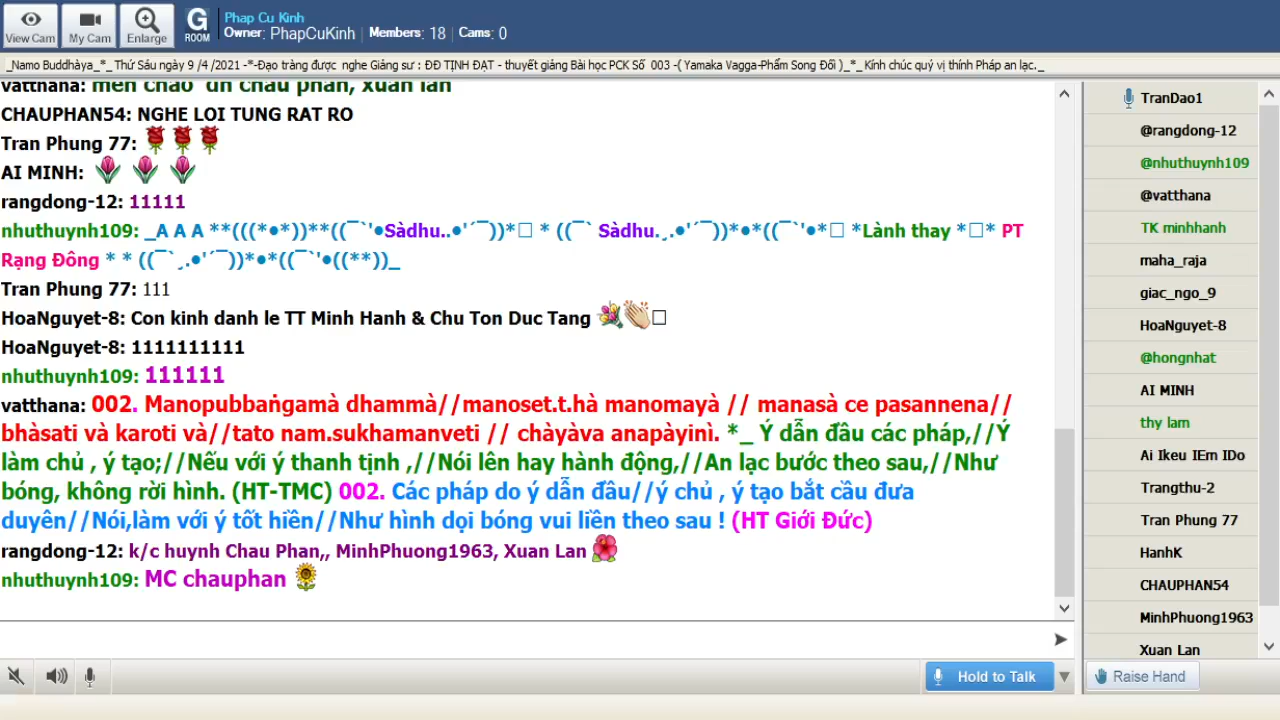 View Cam
My Cam
Enlarge
G ROOM
Phap Cu Kinh
Owner: PhapCuKinh | Members: 18 | Cams: 0
_Namo Buddhàya_*_ Thứ Sáu ngày 9 /4 /2021 -*-Đạo tràng được nghe Giảng sư : ĐĐ TỊNH ĐẠT - thuyết giảng Bài học PCK Số 003 -( Yamaka Vagga-Phẩm Song Đối )_*_ Kính chúc quý vị thính Pháp an lạc._
vatthana: men chao dh chau phan, xuan lan
CHAUPHAN54: NGHE LOI TUNG RAT RO
Tran Phung 77:
AI MINH:
rangdong-12: 11111
nhuthuynh109: _A A A **(((*•*))**((¯`'•Sàdhu..•'´¯))*□ * ((¯` Sàdhu.¸.•'´¯))*•*((¯`'•*□ *Lành thay *□* PT
Rạng Đông * * ((¯`¸.•'´¯))*•*((¯`'•((**))_
Tran Phung 77: 111
HoaNguyet-8: Con kinh danh le TT Minh Hanh & Chu Ton Duc Tang
HoaNguyet-8: 1111111111
nhuthuynh109: 111111
vatthana: 002. Manopubbaṅgamà dhammà//manoset.t.hà manomayà // manasà ce pasannena//
bhàsati và karoti và//tato nam.sukhamanveti // chàyàva anapàyinì. *_ Ý dẫn đầu các pháp,//Ý
làm chủ , ý tạo;//Nếu với ý thanh tịnh ,//Nói lên hay hành động,//An lạc bước theo sau,//Như
bóng, không rời hình. (HT-TMC) 002. Các pháp do ý dẫn đầu//ý chủ , ý tạo bắt cầu đưa
duyên//Nói,làm với ý tốt hiền//Như hình dọi bóng vui liền theo sau ! (HT Giới Đức)
rangdong-12: k/c huynh Chau Phan,, MinhPhuong1963, Xuan Lan
nhuthuynh109: MC chauphan
Hold to Talk
TranDao1
@rangdong-12
@nhuthuynh109
@vatthana
TK minhhanh
maha_raja
giac_ngo_9
HoaNguyet-8
@hongnhat
AI MINH
thy lam
Ai Ikeu IEm IDo
Trangthu-2
Tran Phung 77
HanhK
CHAUPHAN54
MinhPhuong1963
Xuan Lan
Raise Hand